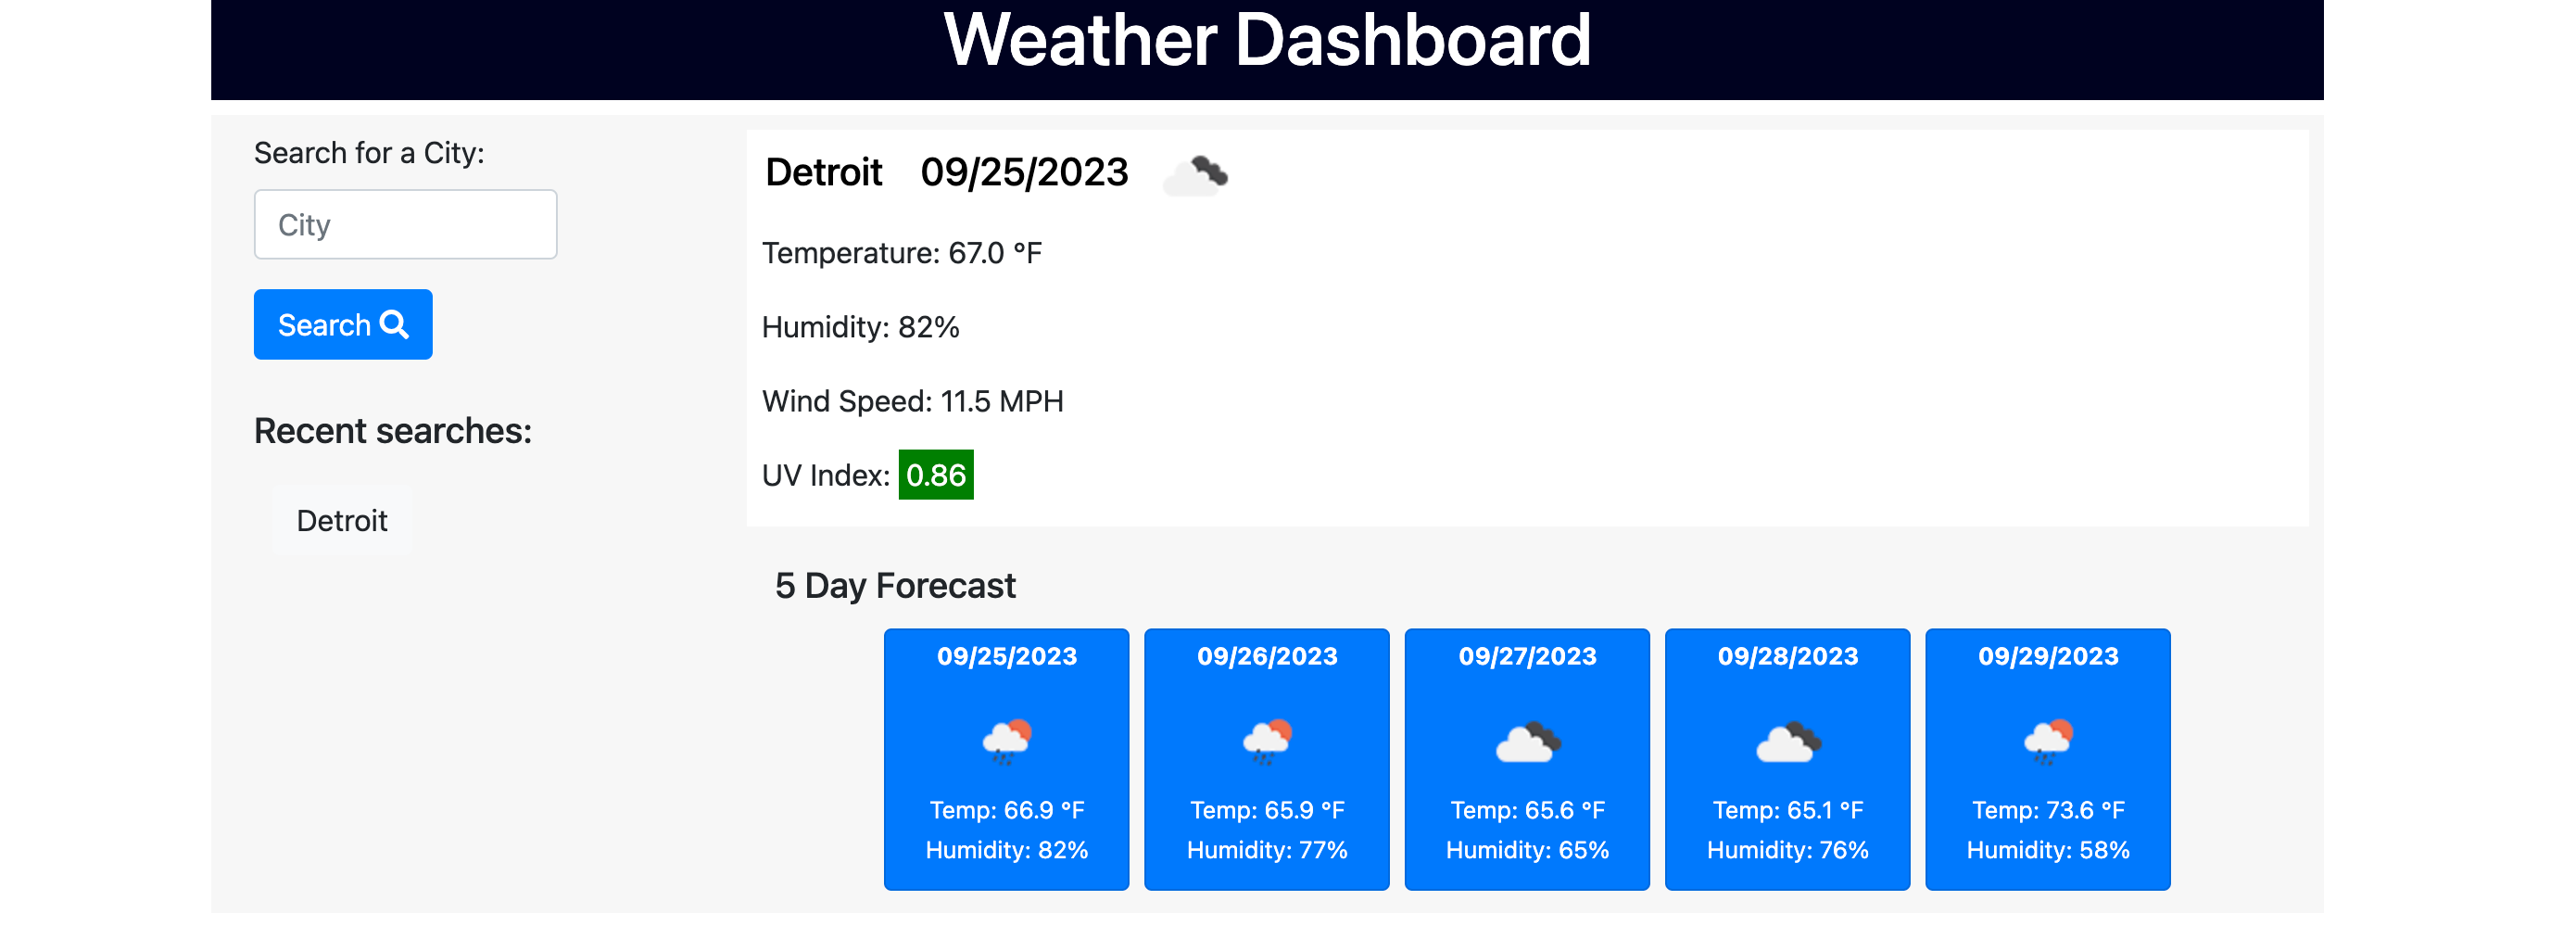 Weather Dashboard
Search for a City:
City
Search
Recent searches:
Detroit
Detroit 09/25/2023
Temperature: 67.0 °F
Humidity: 82%
Wind Speed: 11.5 MPH
UV Index: 0.86
5 Day Forecast
09/25/2023
Temp: 66.9 °F
Humidity: 82%
09/26/2023
Temp: 65.9 °F
Humidity: 77%
09/27/2023
Temp: 65.6 °F
Humidity: 65%
09/28/2023
Temp: 65.1 °F
Humidity: 76%
09/29/2023
Temp: 73.6 °F
Humidity: 58%